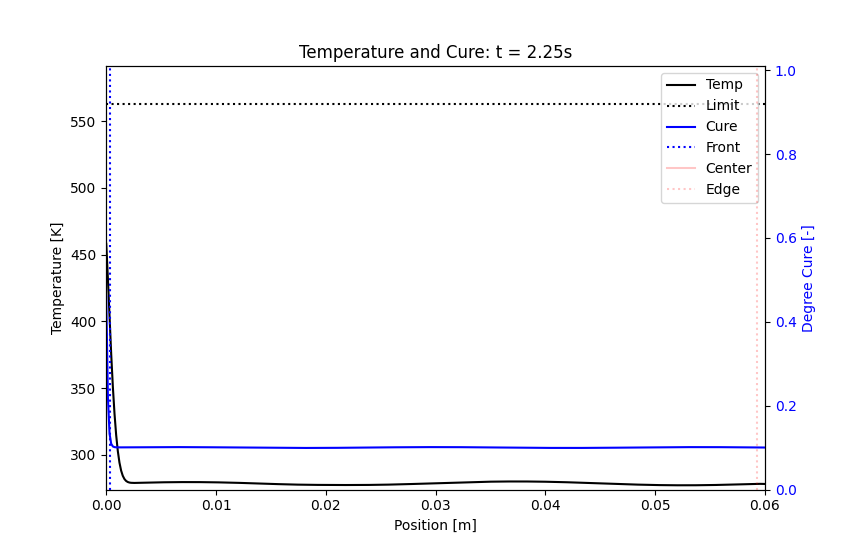 Temperature and Cure: t = 2.25s
Temp
Limit
Cure
Front
Center
Edge
Temperature [K]
550
500
450
400
350
300
1.0
0.8
0.6
0.4
0.2
0.0
Degree Cure [-]
0.00
0.01
0.02
0.03
0.04
0.05
0.06
Position [m]